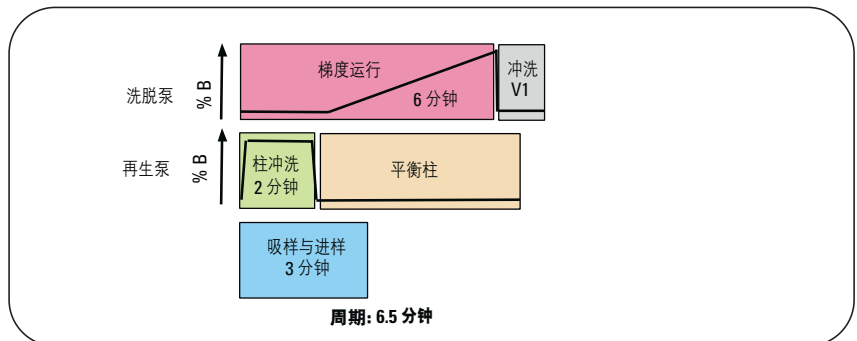 洗脱泵
% B
梯度运行
6 分钟
冲洗
V1
再生泵
% B
柱冲洗
2 分钟
平衡柱
吸样与进样
3 分钟
周期: 6.5 分钟